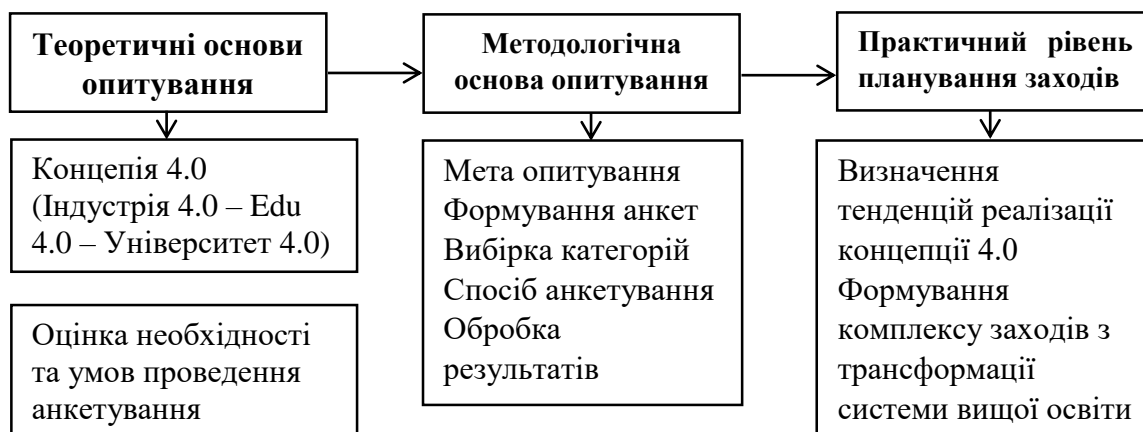 Теоретичні основи
опитування
Методологічна
основа опитування
Практичний рівень
планування заходів
Концепія 4.0
(Індустрія 4.0 – Edu
4.0 – Університет 4.0)
Оцінка необхідності
та умов проведення
анкетування
Мета опитування
Формування анкет
Вибірка категорій
Спосіб анкетування
Обробка
результатів
Визначення
тенденцій реалізації
концепції 4.0
Формування
комплексу заходів з
трансформації
системи вищої освіти